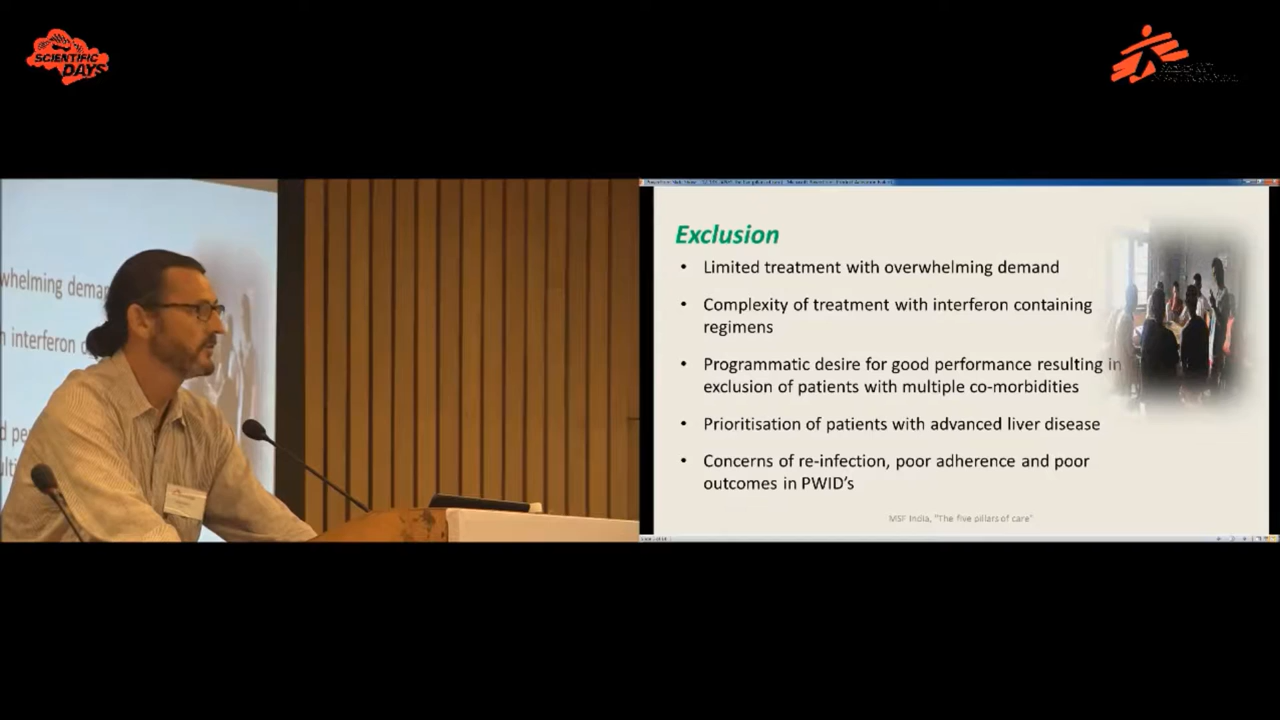 SCIENTIFIC
DAYS
whelming deman
n interferon
Exclusion
• Limited treatment with overwhelming demand
• Complexity of treatment with interferon containing
regimens
• Programmatic desire for good performance resulting in
exclusion of patients with multiple co-morbidities
• Prioritisation of patients with advanced liver disease
• Concerns of re-infection, poor adherence and poor
outcomes in PWID's
MSF India, "The five pillars of care"